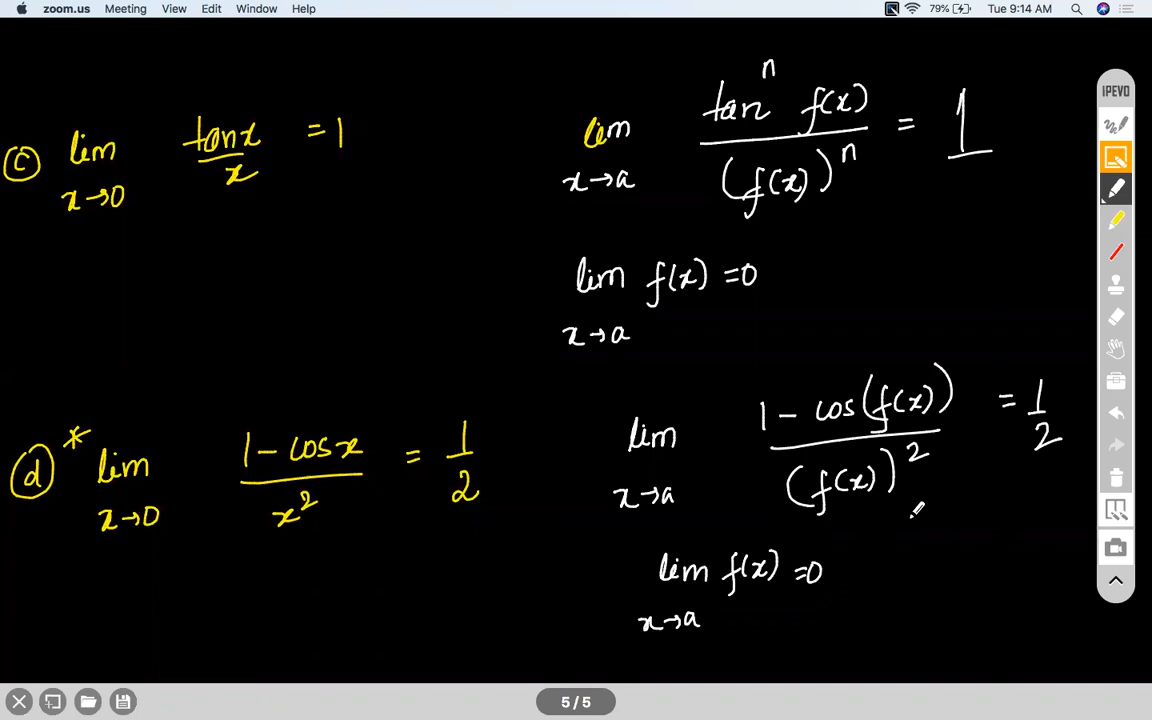 zoom.us Meeting View Edit Window Help 79% Tue 9:14 AM
IPEVO
(c) lim x→0 tanx/x = 1
lim x→a tanⁿ f(x)/(f(x))ⁿ = 1
lim x→a f(x) = 0
(d) * lim x→0 1 - cosx/x² = 1/2
lim x→a 1 - cos(f(x))/(f(x))² = 1/2
lim x→a f(x) = 0
5 / 5